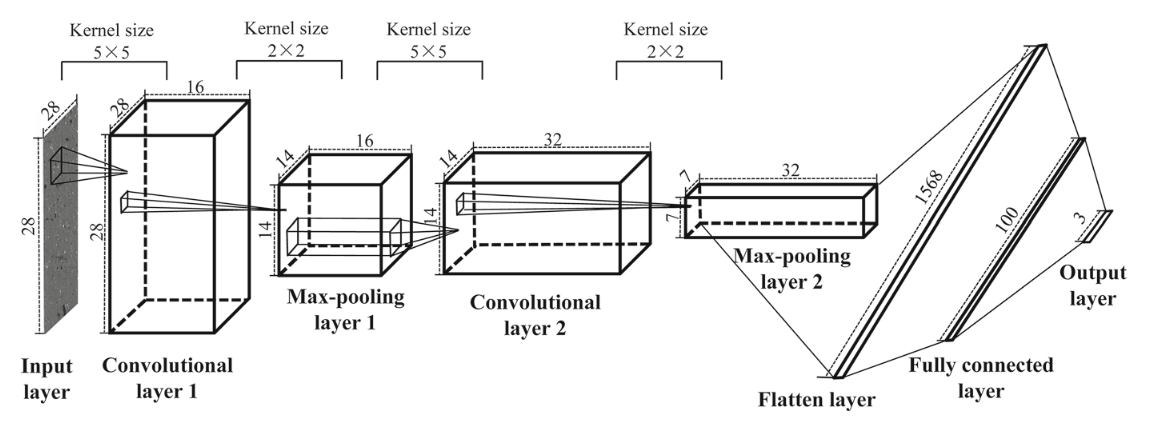 Kernel size
5×5
Kernel size
2×2
Kernel size
5×5
Kernel size
2×2
28
28
Input
layer
28
16
28
Convolutional
layer 1
14
16
14
Max-pooling
layer 1
14
32
14
Convolutional
layer 2
7
32
7
Max-pooling
layer 2
1568
Flatten layer
100
Fully connected
layer
3
Output
layer